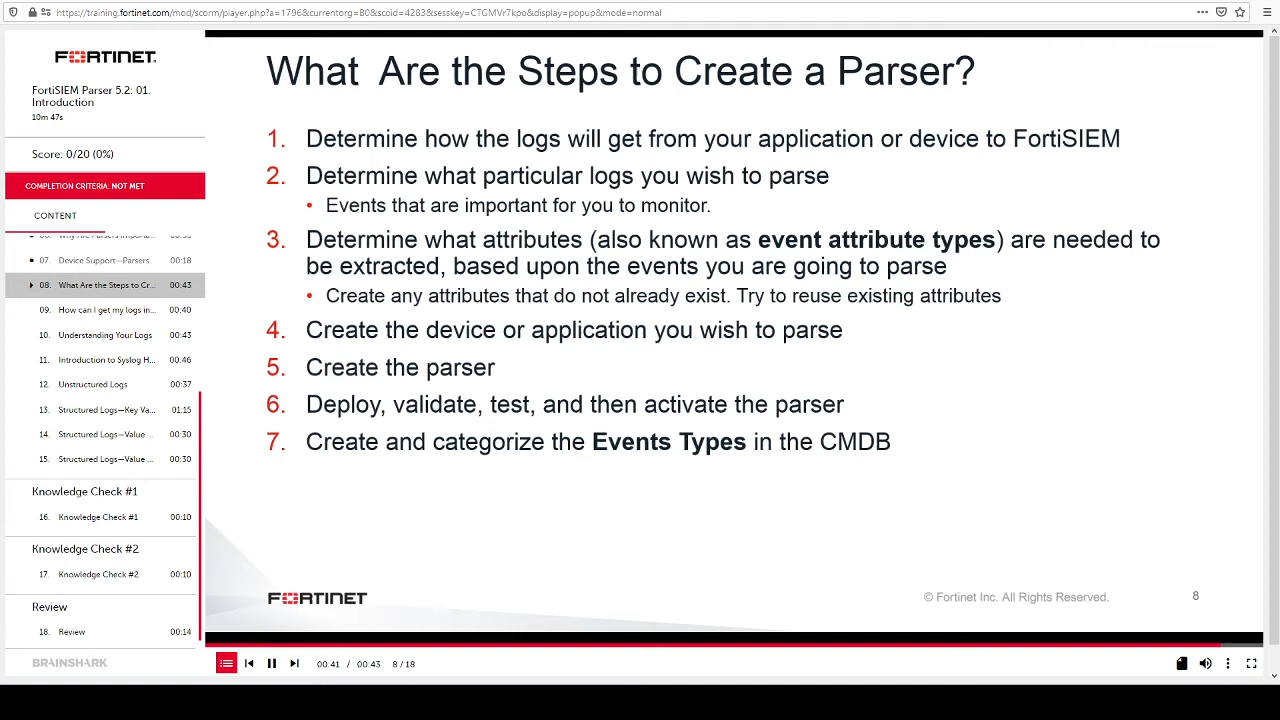 https://training.fortinet.com/mod/scorm/player.php?a=1796&currentorg=B0&scoid=4283&sesskey=CTGMVr7kpo&display=popup&mode=normal
FORTINET
FortiSIEM Parser 5.2: 01.
Introduction
10m 47s
Score: 0/20 (0%)
COMPLETION CRITERIA: NOT MET
CONTENT
07. Device Support—Parsers 00:18
08. What Are the Steps to Cr... 00:43
09. How can I get my logs in... 00:40
10. Understanding Your Logs 00:43
11. Introduction to Syslog H... 00:46
12. Unstructured Logs 00:37
13. Structured Logs—Key Va... 01:15
14. Structured Logs—Value ... 00:30
15. Structured Logs—Value ... 00:30
Knowledge Check #1
16. Knowledge Check #1 00:10
Knowledge Check #2
17. Knowledge Check #2 00:10
Review
18. Review 00:14
BRAINSHARK
What Are the Steps to Create a Parser?
1. Determine how the logs will get from your application or device to FortiSIEM
2. Determine what particular logs you wish to parse
• Events that are important for you to monitor.
3. Determine what attributes (also known as event attribute types) are needed to
be extracted, based upon the events you are going to parse
• Create any attributes that do not already exist. Try to reuse existing attributes
4. Create the device or application you wish to parse
5. Create the parser
6. Deploy, validate, test, and then activate the parser
7. Create and categorize the Events Types in the CMDB
FORTINET
© Fortinet Inc. All Rights Reserved. 8
00:41 / 00:43 8 / 18